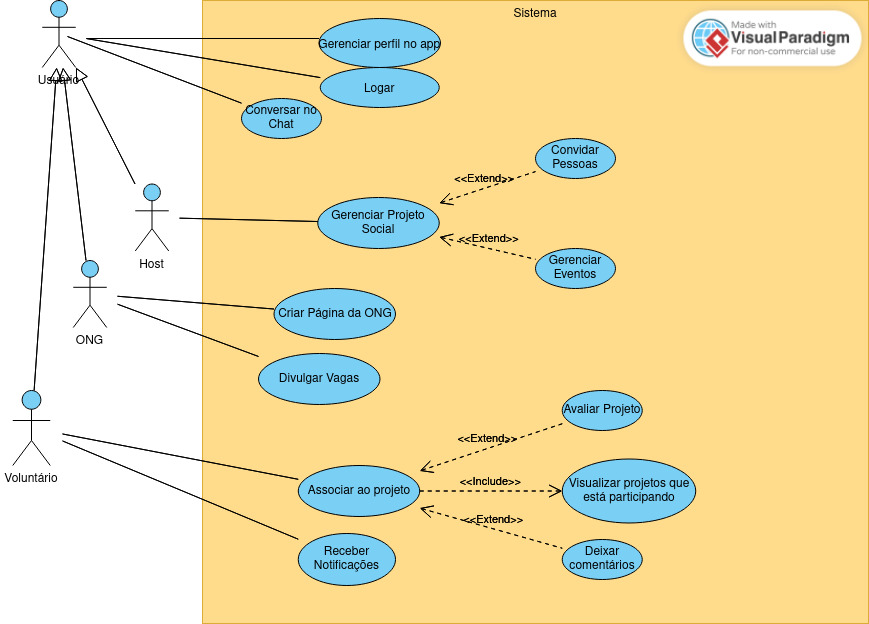 Sistema
Made with
Visual Paradigm
For non-commercial use
Usuário
Gerenciar perfil no app
Logar
Conversar no
Chat
Convidar
Pessoas
<<Extend>>
Host
Gerenciar Projeto
Social
<<Extend>>
Gerenciar
Eventos
ONG
Criar Página da ONG
Divulgar Vagas
Avaliar Projeto
<<Extend>>
Voluntário
Associar ao projeto
<<Include>>
Visualizar projetos que
está participando
<<Extend>>
Receber
Notificações
Deixar
comentários